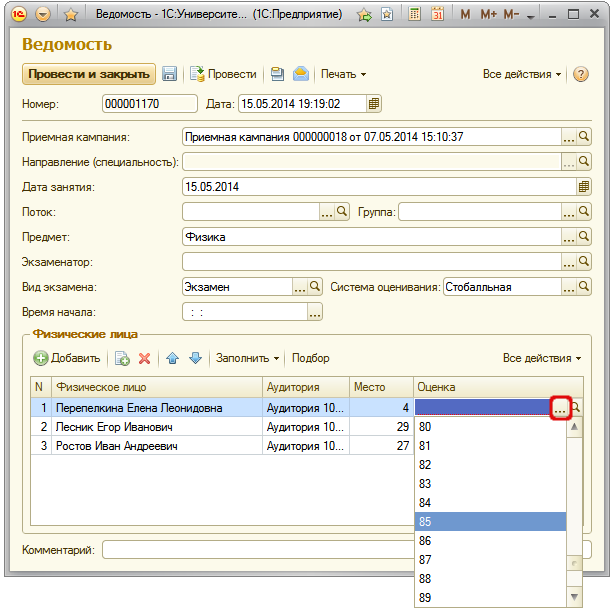 Ведомость - 1С:Университе... (1С:Предприятие) M M+ M-
Ведомость
Провести и закрыть Провести Печать Все действия ?
Номер: 000001170 Дата: 15.05.2014 19:19:02
Приемная кампания: Приемная кампания 000000018 от 07.05.2014 15:10:37 ...
Направление (специальность): ...
Дата занятия: 15.05.2014
Поток: ... Группа: ...
Предмет: Физика ...
Экзаменатор: ...
Вид экзамена: Экзамен ... Система оценивания: Стобалльная ...
Время начала: : : ...
Физические лица
Добавить Заполнить Подбор Все действия
N Физическое лицо Аудитория Место Оценка
1 Перепелкина Елена Леонидовна Аудитория 10... 4 ...
2 Лесник Егор Иванович Аудитория 10... 29
3 Ростов Иван Андреевич Аудитория 10... 27
80
81
82
83
84
85
86
87
88
89
Комментарий: